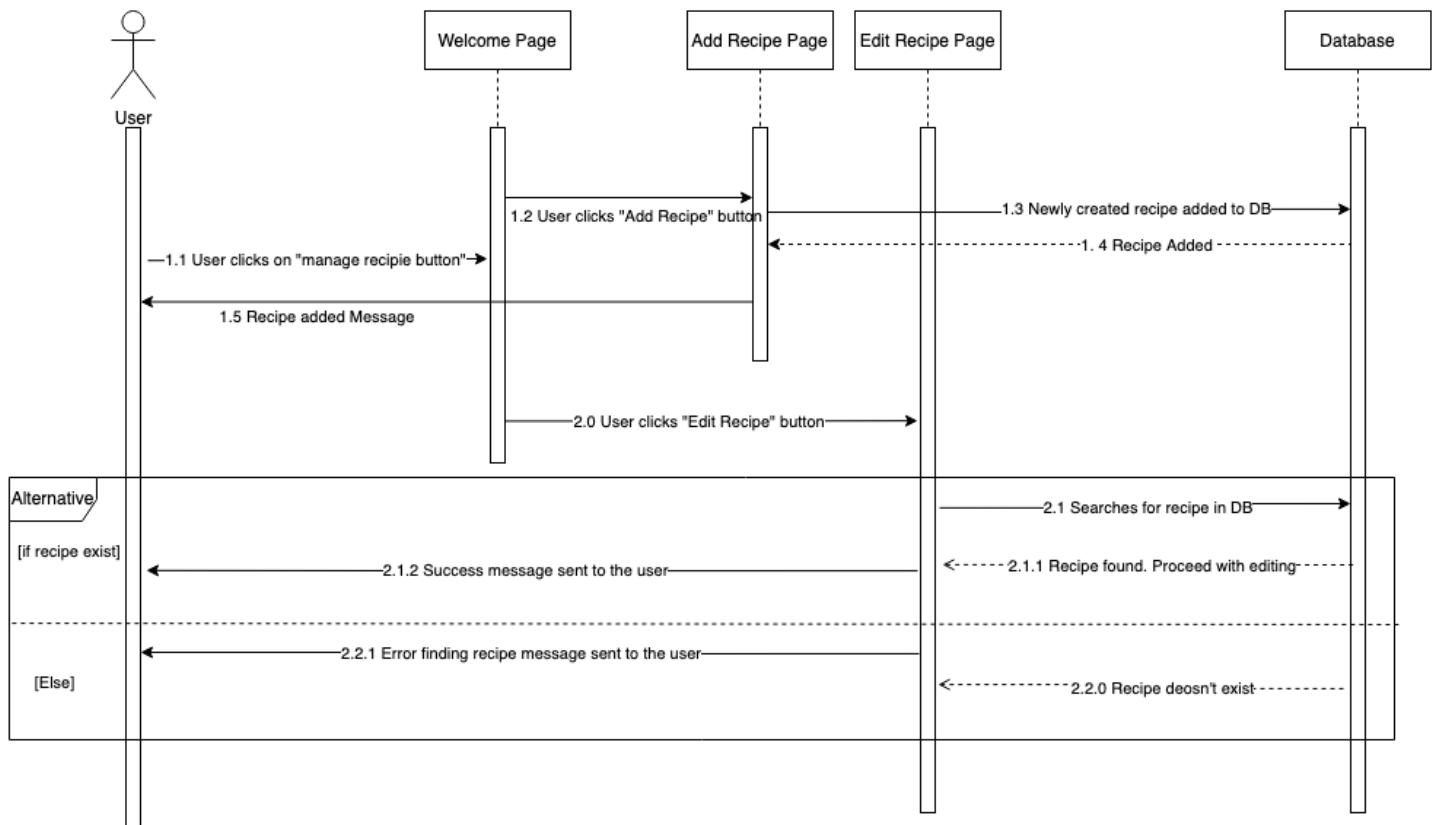 Welcome Page
Add Recipe Page
Edit Recipe Page
Database
User
1.2 User clicks "Add Recipe" button
1.3 Newly created recipe added to DB
1. 4 Recipe Added
1.1 User clicks on "manage recipie button"
1.5 Recipe added Message
2.0 User clicks "Edit Recipe" button
Alternative
2.1 Searches for recipe in DB
[if recipe exist]
2.1.2 Success message sent to the user
2.1.1 Recipe found. Proceed with editing
2.2.1 Error finding recipe message sent to the user
[Else]
2.2.0 Recipe deosn't exist